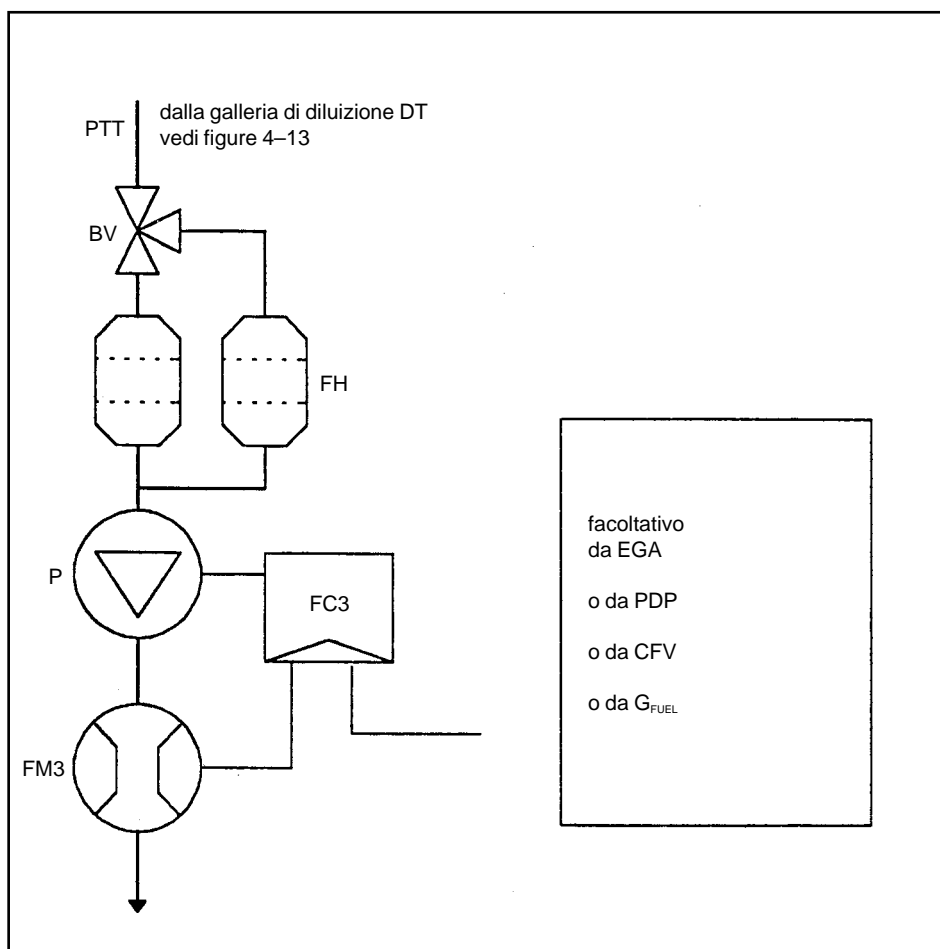 dalla galleria di diluizione DT
PTT
vedi figure 4–13
BV
FH
facoltativo
da EGA
P
FC3
o da PDP
o da CFV
o da GFUEL
FM3